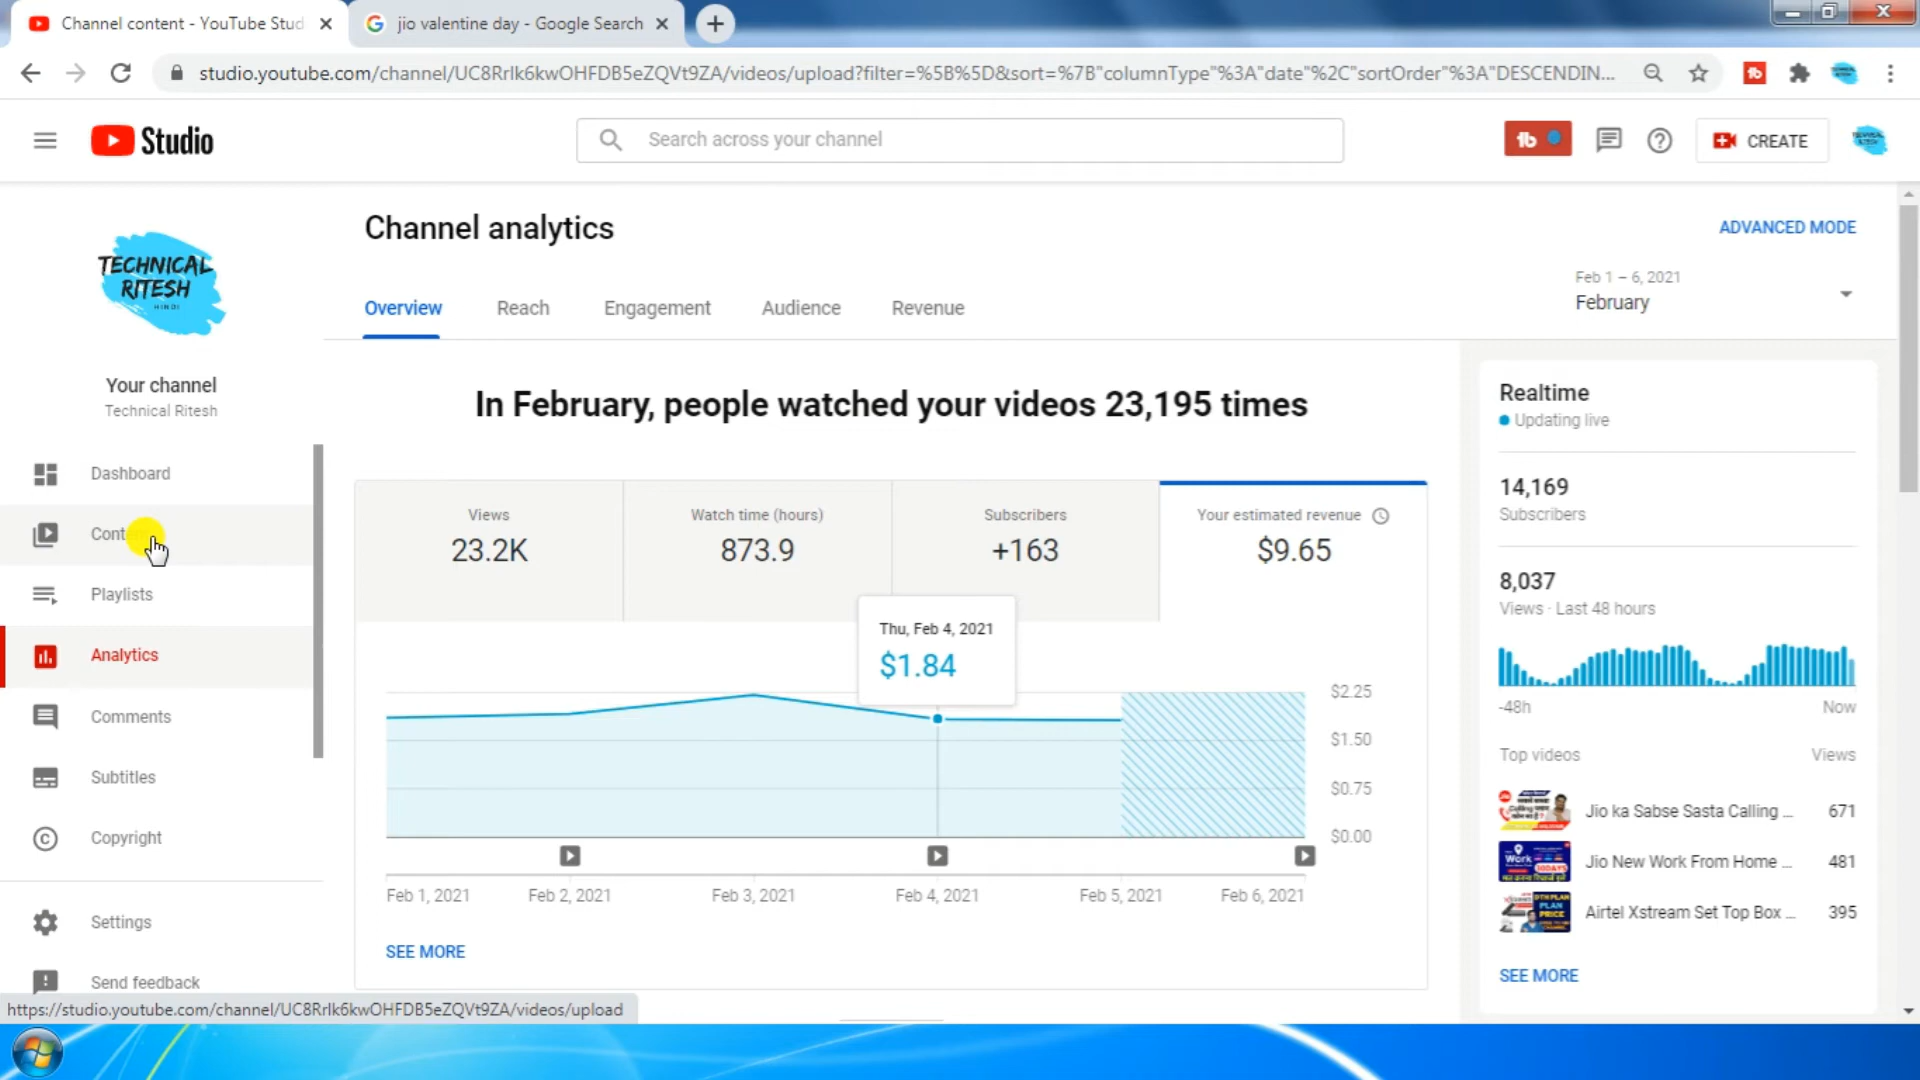 Channel content - YouTube Stud
jio valentine day - Google Search
studio.youtube.com/channel/UC8Rrlk6kwOHFDB5eZQVt9ZA/videos/upload?filter=%5B%5D&sort=%7B"columnType"%3A"date"%2C"sortOrder"%3A"DESCENDIN...
Studio
Search across your channel
CREATE
TECHNICAL
RITESH
HINDI
Your channel
Technical Ritesh
Dashboard
Cont
Playlists
Analytics
Comments
Subtitles
Copyright
Settings
Send feedback
https://studio.youtube.com/channel/UC8Rrlk6kwOHFDB5eZQVt9ZA/videos/upload
Channel analytics
ADVANCED MODE
Overview Reach Engagement Audience Revenue
Feb 1 – 6, 2021
February
In February, people watched your videos 23,195 times
Views
23.2K
Watch time (hours)
873.9
Subscribers
+163
Your estimated revenue
$9.65
Thu, Feb 4, 2021
$1.84
$2.25
$1.50
$0.75
$0.00
Feb 1, 2021 Feb 2, 2021 Feb 3, 2021 Feb 4, 2021 Feb 5, 2021 Feb 6, 2021
SEE MORE
Realtime
Updating live
14,169
Subscribers
8,037
Views · Last 48 hours
-48h Now
Top videos Views
Jio ka Sabse Sasta Calling ... 671
Jio New Work From Home ... 481
Airtel Xstream Set Top Box ... 395
SEE MORE